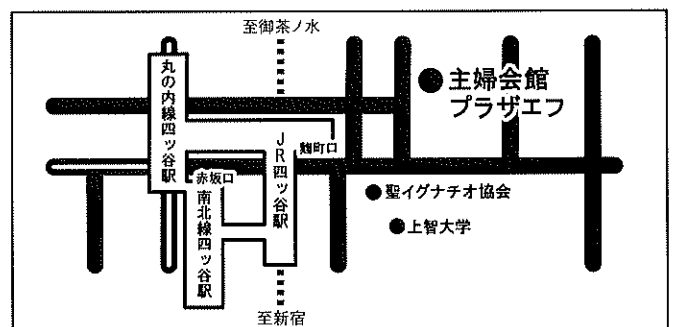 至御茶ノ水
丸の内線四ッ谷駅
主婦会館
プラザエフ
JR四ッ谷駅
麹町口
赤坂口
南北線四ッ谷駅
聖イグナチオ協会
上智大学
至新宿